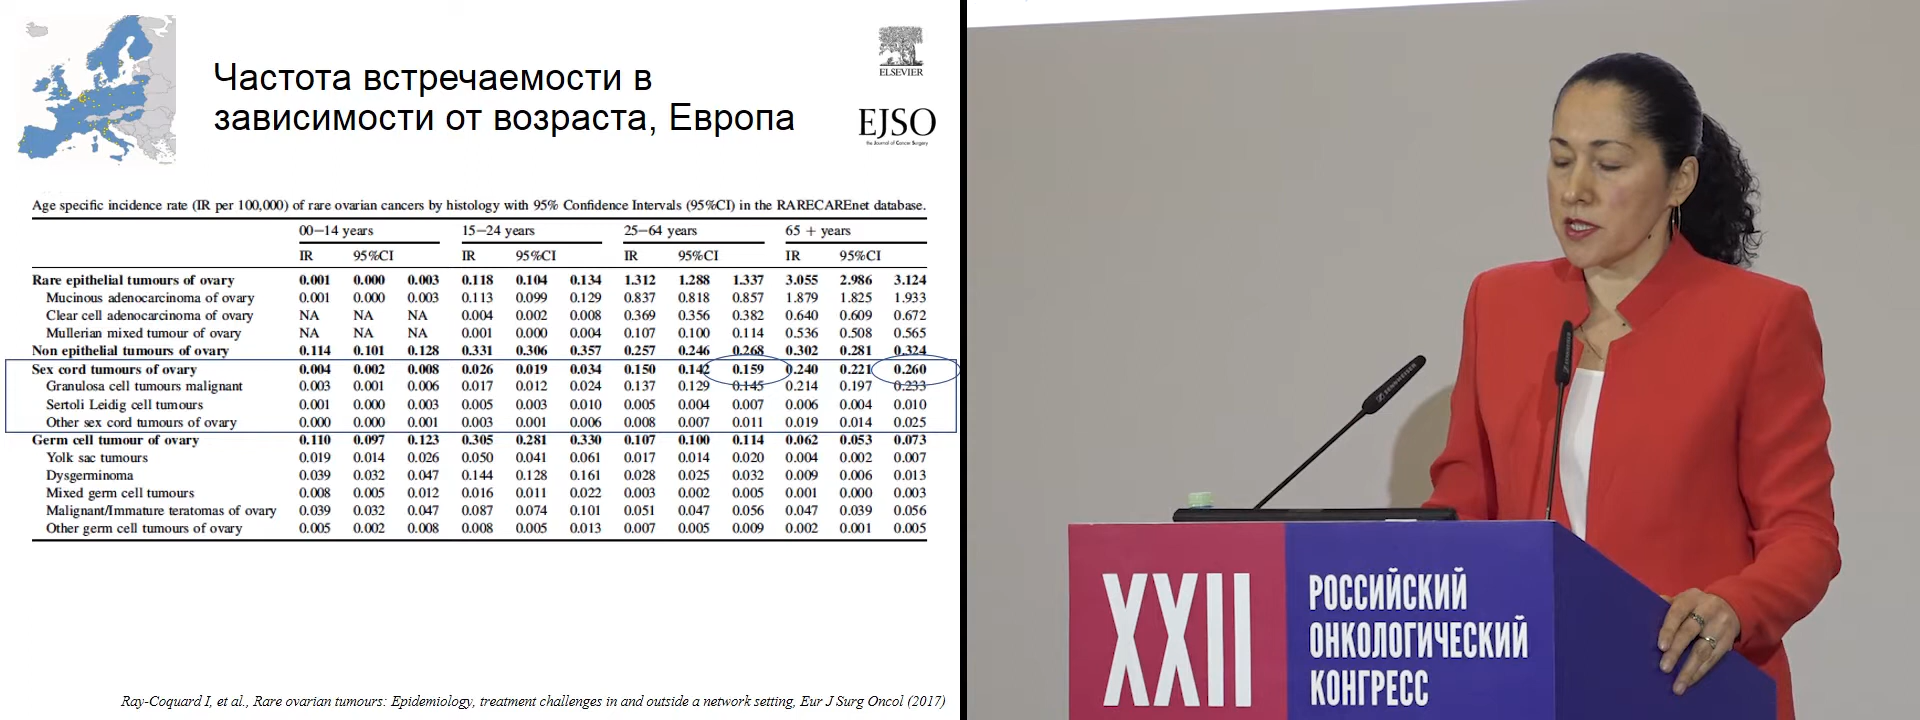 Частота встречаемости в
зависимости от возраста, Европа
ELSEVIER
EJSO
the Journal of Cancer Surgery
Age specific incidence rate (IR per 100,000) of rare ovarian cancers by histology with 95% Confidence Intervals (95%CI) in the RARECAREnet database.
00–14 years 15–24 years 25–64 years 65 + years
IR 95%CI IR 95%CI IR 95%CI IR 95%CI
Rare epithelial tumours of ovary 0.001 0.000 0.003 0.118 0.104 0.134 1.312 1.288 1.337 3.055 2.986 3.124
Mucinous adenocarcinoma of ovary 0.001 0.000 0.003 0.113 0.099 0.129 0.837 0.818 0.857 1.879 1.825 1.933
Clear cell adenocarcinoma of ovary NA NA NA 0.004 0.002 0.008 0.369 0.356 0.382 0.640 0.609 0.672
Mullerian mixed tumour of ovary NA NA NA 0.001 0.000 0.004 0.107 0.100 0.114 0.536 0.508 0.565
Non epithelial tumours of ovary 0.114 0.101 0.128 0.331 0.306 0.357 0.257 0.246 0.268 0.302 0.281 0.324
Sex cord tumours of ovary 0.004 0.002 0.008 0.026 0.019 0.034 0.150 0.142 0.159 0.240 0.221 0.260
Granulosa cell tumours malignant 0.003 0.001 0.006 0.017 0.012 0.024 0.137 0.129 0.145 0.214 0.197 0.233
Sertoli Leidig cell tumours 0.001 0.000 0.003 0.005 0.003 0.010 0.005 0.004 0.007 0.006 0.004 0.010
Other sex cord tumours of ovary 0.000 0.000 0.001 0.003 0.001 0.006 0.008 0.007 0.011 0.019 0.014 0.025
Germ cell tumour of ovary 0.110 0.097 0.123 0.305 0.281 0.330 0.107 0.100 0.114 0.062 0.053 0.073
Yolk sac tumours 0.019 0.014 0.026 0.050 0.041 0.061 0.017 0.014 0.020 0.004 0.002 0.007
Dysgerminoma 0.039 0.032 0.047 0.144 0.128 0.161 0.028 0.025 0.032 0.009 0.006 0.013
Mixed germ cell tumours 0.008 0.005 0.012 0.016 0.011 0.022 0.003 0.002 0.005 0.001 0.000 0.003
Malignant/Immature teratomas of ovary 0.039 0.032 0.047 0.087 0.074 0.101 0.051 0.047 0.056 0.047 0.039 0.056
Other germ cell tumours of ovary 0.005 0.002 0.008 0.008 0.005 0.013 0.007 0.005 0.009 0.002 0.001 0.005
Ray-Coquard I, et al., Rare ovarian tumours: Epidemiology, treatment challenges in and outside a network setting, Eur J Surg Oncol (2017)
SENNHEISER
XXII
РОССИЙСКИЙ
ОНКОЛОГИЧЕСКИЙ
КОНГРЕСС